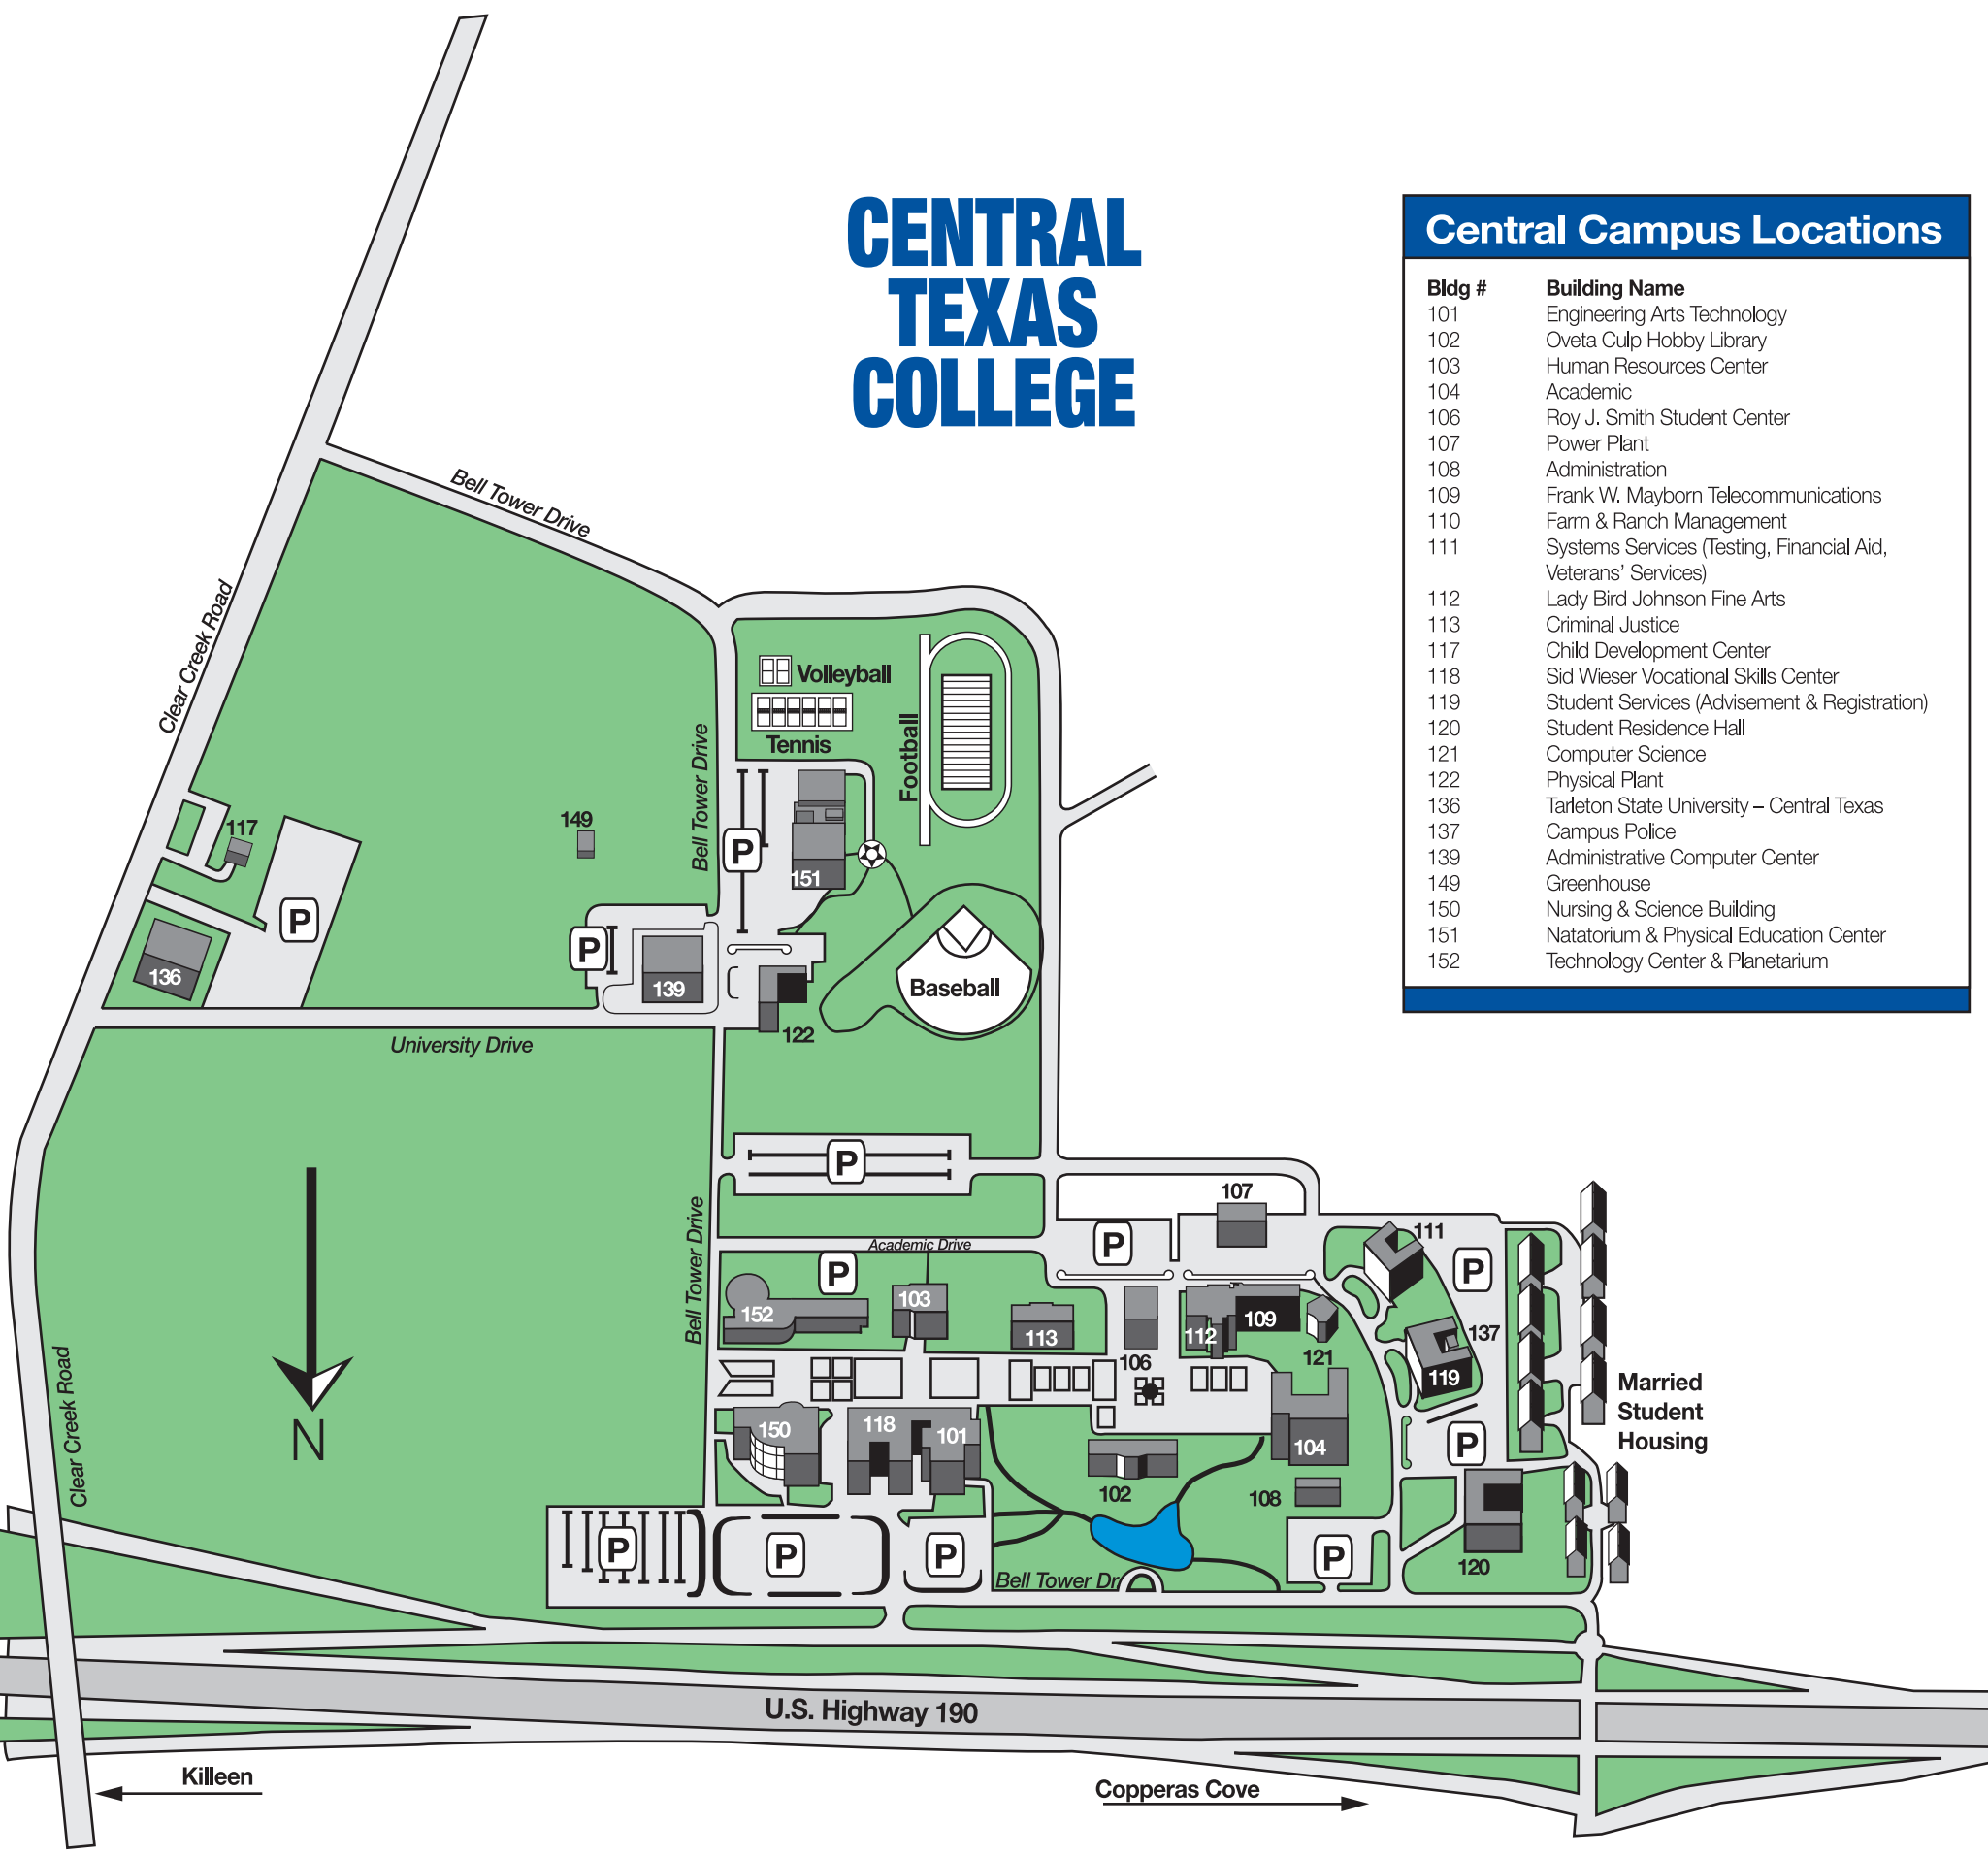 CENTRAL
TEXAS
COLLEGE
Central Campus Locations
Bldg # Building Name
101 Engineering Arts Technology
102 Oveta Culp Hobby Library
103 Human Resources Center
104 Academic
106 Roy J. Smith Student Center
107 Power Plant
108 Administration
109 Frank W. Mayborn Telecommunications
110 Farm & Ranch Management
111 Systems Services (Testing, Financial Aid,
Veterans' Services)
112 Lady Bird Johnson Fine Arts
113 Criminal Justice
117 Child Development Center
118 Sid Wieser Vocational Skills Center
119 Student Services (Advisement & Registration)
120 Student Residence Hall
121 Computer Science
122 Physical Plant
136 Tarleton State University – Central Texas
137 Campus Police
139 Administrative Computer Center
149 Greenhouse
150 Nursing & Science Building
151 Natatorium & Physical Education Center
152 Technology Center & Planetarium
Bell Tower Drive
Clear Creek Road
Volleyball
Tennis
Football
Bell Tower Drive
117
149
P
151
P
P
136
139
Baseball
122
University Drive
P
107
Bell Tower Drive
Academic Drive
P
111
P
P
103
152
113
112
109
137
106
121
119
Married
Student
Housing
N
Clear Creek Road
150
118
101
104
P
102
108
P
P
P
P
120
Bell Tower Dr
U.S. Highway 190
Killeen
Copperas Cove